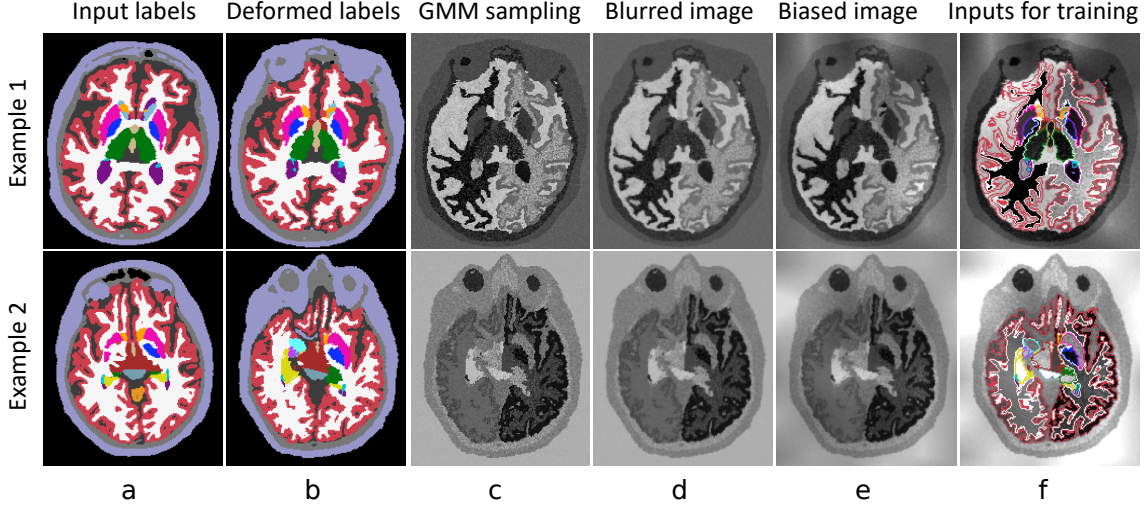 Input labels
Deformed labels
GMM sampling
Blurred image
Biased image
Inputs for training
Example 1
Example 2
a
b
c
d
e
f